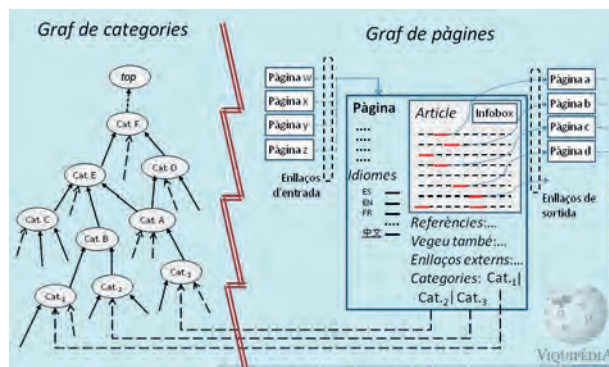 Graf de categories
top
Cat. F
Cat. D
Cat. E
Cat. C
Cat. A
Cat. B
Cat.₃
Cat.₁
Cat.₂
Graf de pàgines
Pàgina w
Pàgina x
Pàgina y
Pàgina z
Enllaços
d'entrada
Pàgina
....
....
....
....
Idiomes
ES
EN
FR
中文
Article
Infobox
Referències:...
Vegeu també:...
Enllaços externs:...
Categories: Cat.₁|
Cat.₂| Cat.₃
Pàgina a
Pàgina b
Pàgina c
Pàgina d
Enllaços de
sortida
VIQUIPÈDIA